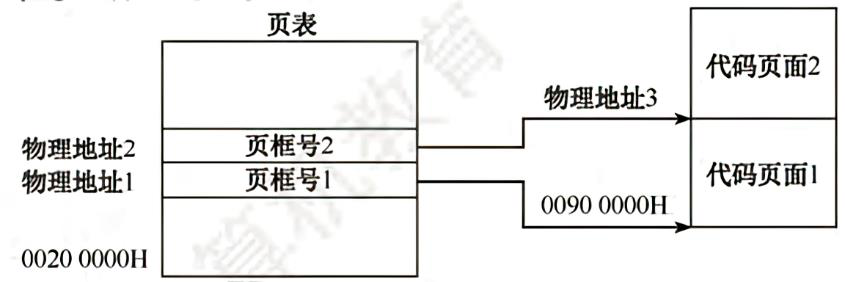 页表
代码页面2
物理地址3
物理地址2
页框号2
物理地址1
页框号1
代码页面1
0090 0000H
0020 0000H